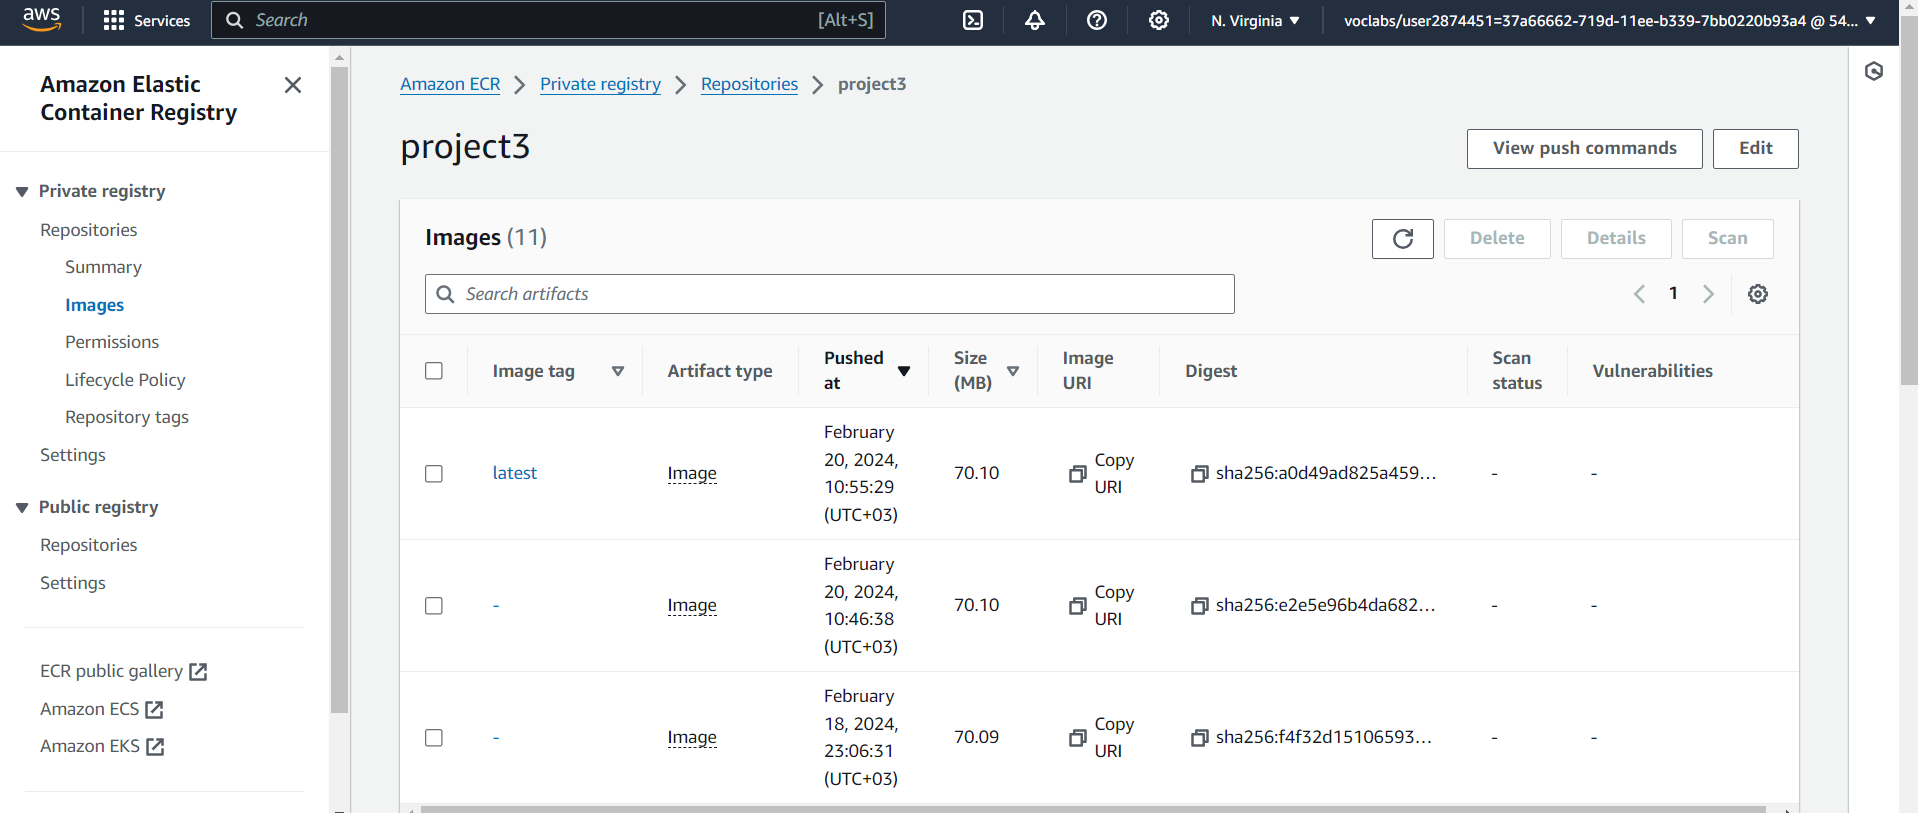 aws
Services
Search
[Alt+S]
N. Virginia
voclabs/user2874451=37a66662-719d-11ee-b339-7bb0220b93a4 @ 54...
Amazon Elastic
Container Registry
Private registry
Repositories
Summary
Images
Permissions
Lifecycle Policy
Repository tags
Settings
Public registry
Repositories
Settings
ECR public gallery
Amazon ECS
Amazon EKS
Amazon ECR
Private registry
Repositories
project3
project3
View push commands
Edit
Images (11)
Delete
Details
Scan
Search artifacts
1
Image tag
Artifact type
Pushed
at
Size
(MB)
Image
URI
Digest
Scan
status
Vulnerabilities
latest
Image
February
20, 2024,
10:55:29
(UTC+03)
70.10
Copy
URI
sha256:a0d49ad825a459...
-
-
-
Image
February
20, 2024,
10:46:38
(UTC+03)
70.10
Copy
URI
sha256:e2e5e96b4da682...
-
-
-
Image
February
18, 2024,
23:06:31
(UTC+03)
70.09
Copy
URI
sha256:f4f32d15106593...
-
-